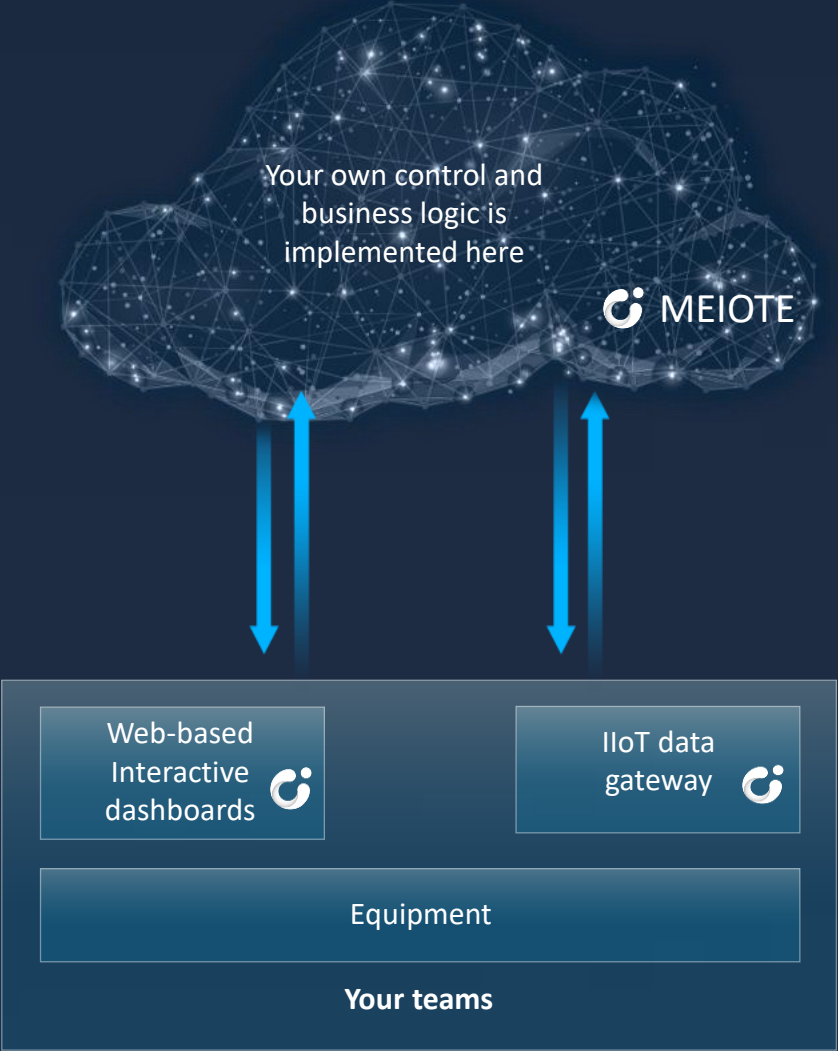 Your own control and
business logic is
implemented here
MEIOTE
Web-based
Interactive
dashboards
IIoT data
gateway
Equipment
Your teams